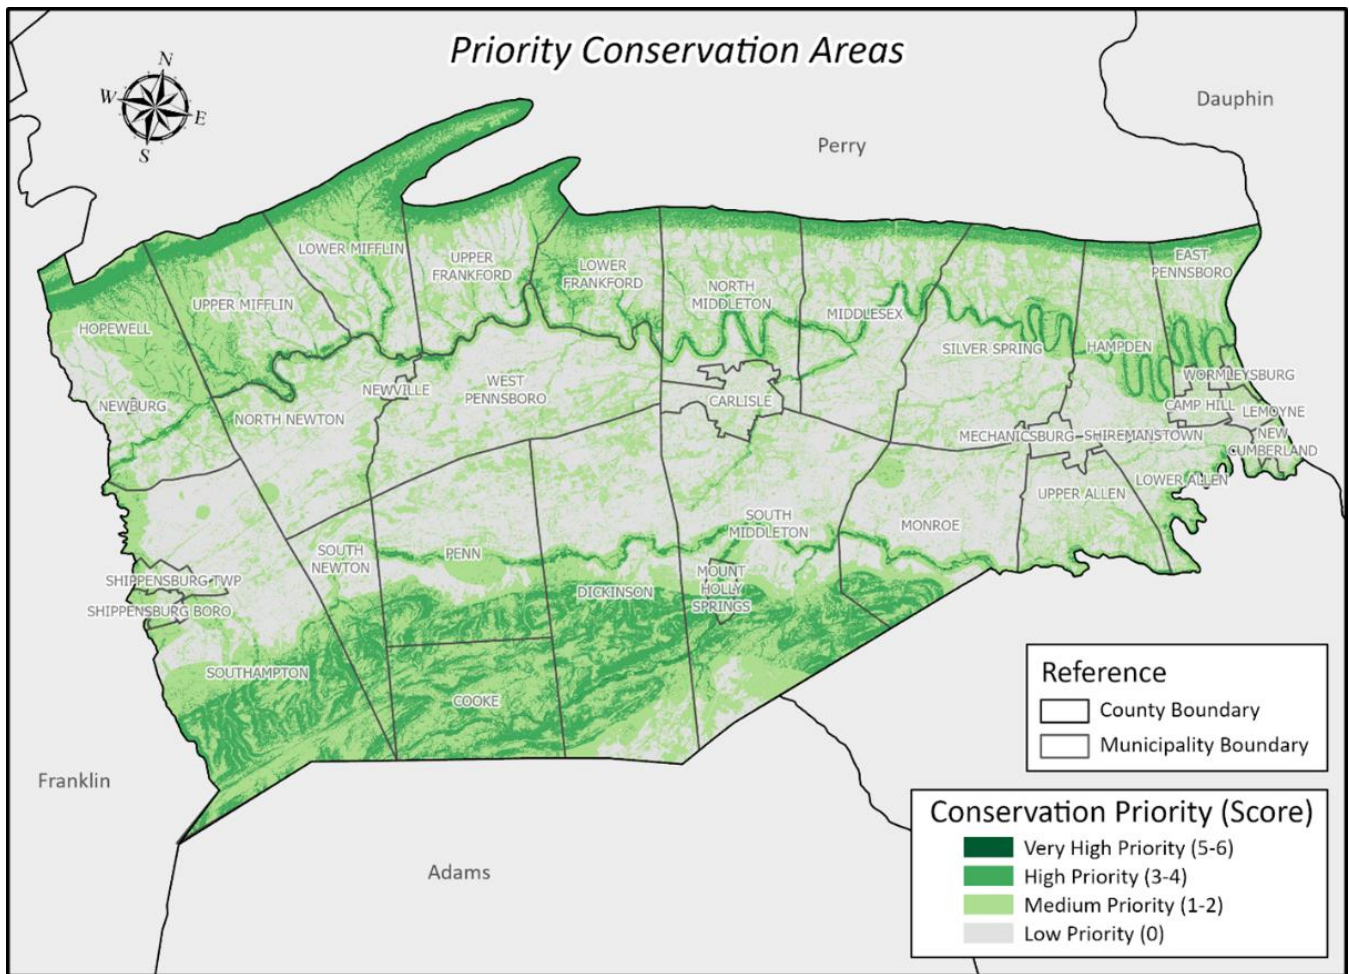 Priority Conservation Areas
N
W
E
S
Dauphin
Perry
EAST
PENNSBORO
LOWER MIFFLIN
UPPER
FRANKFORD
LOWER
FRANKFORD
NORTH
MIDDLETON
UPPER MIFFLIN
MIDDLESEX
HOPEWELL
SILVER SPRING
HAMPDEN
WORMLEYSBURG
NEWVILLE
WEST
PENNSBORO
CARLISLE
CAMP HILL
LEMOYNE
NEWBURG
NORTH NEWTON
MECHANICSBURG
SHIREMANSTOWN
NEW
CUMBERLAND
LOWER ALLEN
UPPER ALLEN
SOUTH
MIDDLETON
MONROE
SOUTH
NEWTON
PENN
SHIPPENSBURG TWP
SHIPPENSBURG BORO
DICKINSON
MOUNT
HOLLY
SPRINGS
SOUTHAMPTON
COOKE
Franklin
Adams
Reference
County Boundary
Municipality Boundary
Conservation Priority (Score)
Very High Priority (5-6)
High Priority (3-4)
Medium Priority (1-2)
Low Priority (0)